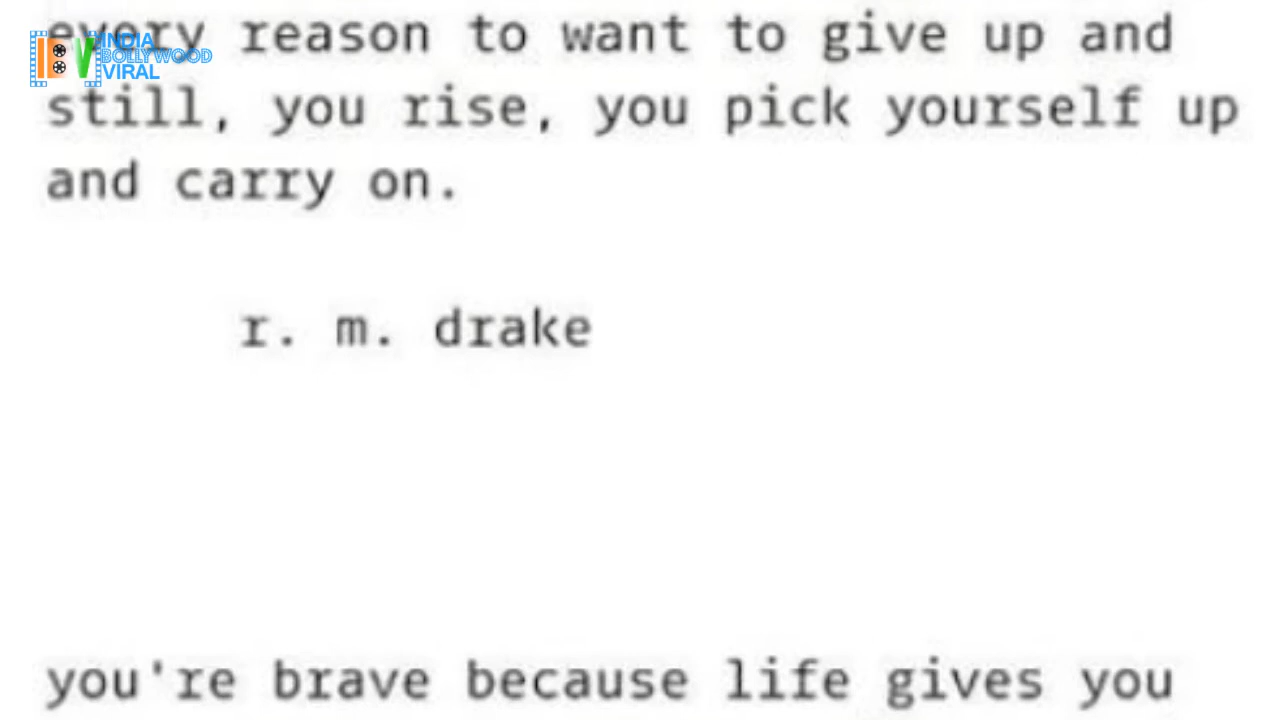 every reason to want to give up and
INDIA
BOLLYWOOD
VIRAL
still, you rise, you pick yourself up
and carry on.
r. m. drake
you're brave because life gives you